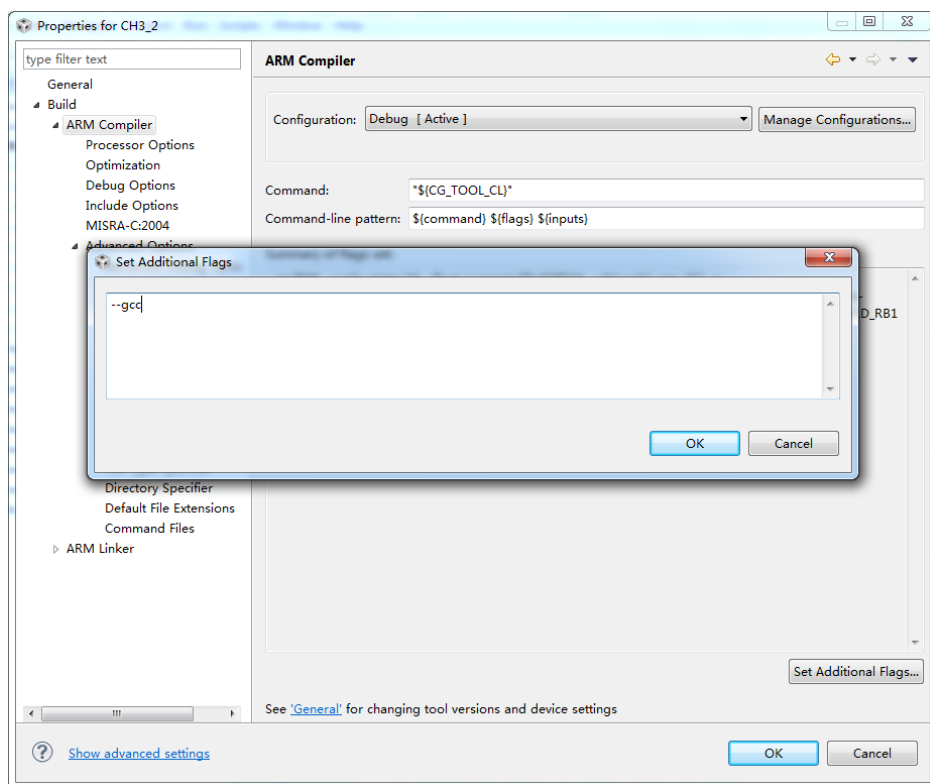 Properties for CH3_2
type filter text
General
Build
ARM Compiler
Processor Options
Optimization
Debug Options
Include Options
MISRA-C:2004
Advanced Options
Directory Specifier
Default File Extensions
Command Files
ARM Linker
ARM Compiler
Configuration:
Debug [ Active ]
Manage Configurations...
Command:
"${CG_TOOL_CL}"
Command-line pattern:
${command} ${flags} ${inputs}
D_RB1
Set Additional Flags
--gcc
OK
Cancel
Set Additional Flags...
See 'General' for changing tool versions and device settings
Show advanced settings
OK
Cancel